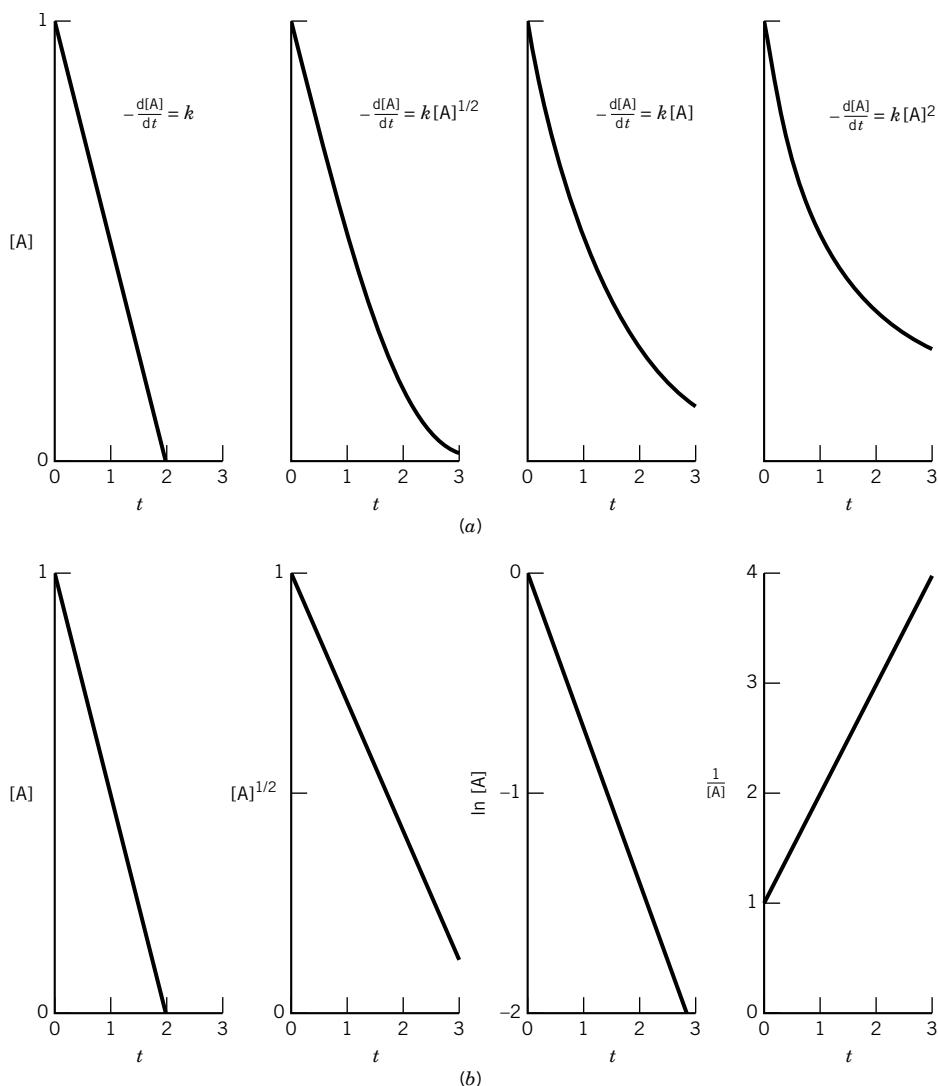 1
−d[A]/dt = k
−d[A]/dt = k [A]^1/2
−d[A]/dt = k [A]
−d[A]/dt = k [A]^2
[A]
0
0 1 2 3
0 1 2 3
0 1 2 3
0 1 2 3
t
t
t
t
(a)
1
1
0
4
3
[A]
[A]^1/2
ln [A]
−1
1/[A]
2
1
0
0
−2
0
0 1 2 3
0 1 2 3
0 1 2 3
0 1 2 3
t
t
t
t
(b)